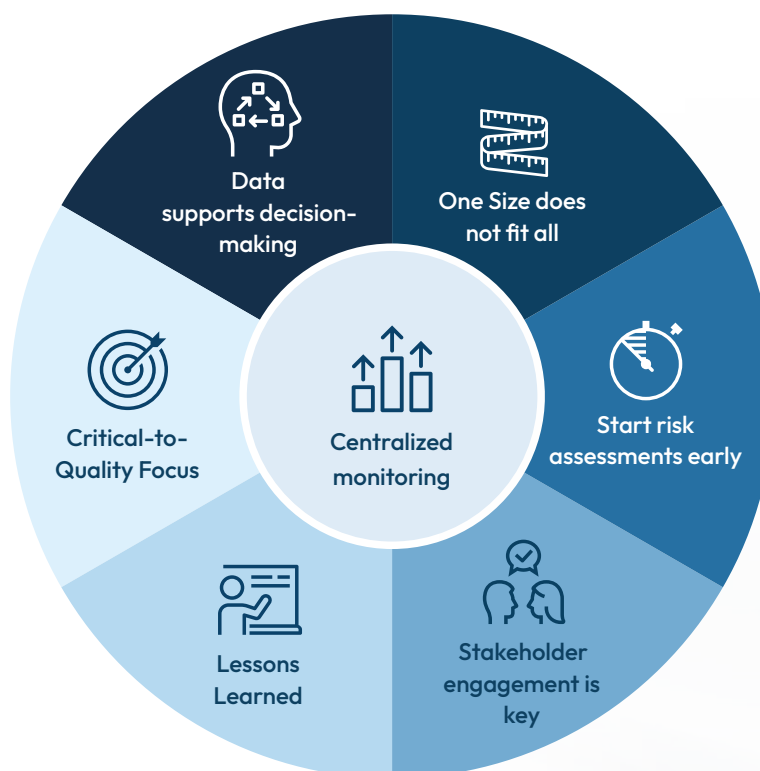 Data
supports decision-
making
One Size does
not fit all
Start risk
assessments early
Stakeholder
engagement is
key
Lessons
Learned
Critical-to-
Quality Focus
Centralized
monitoring